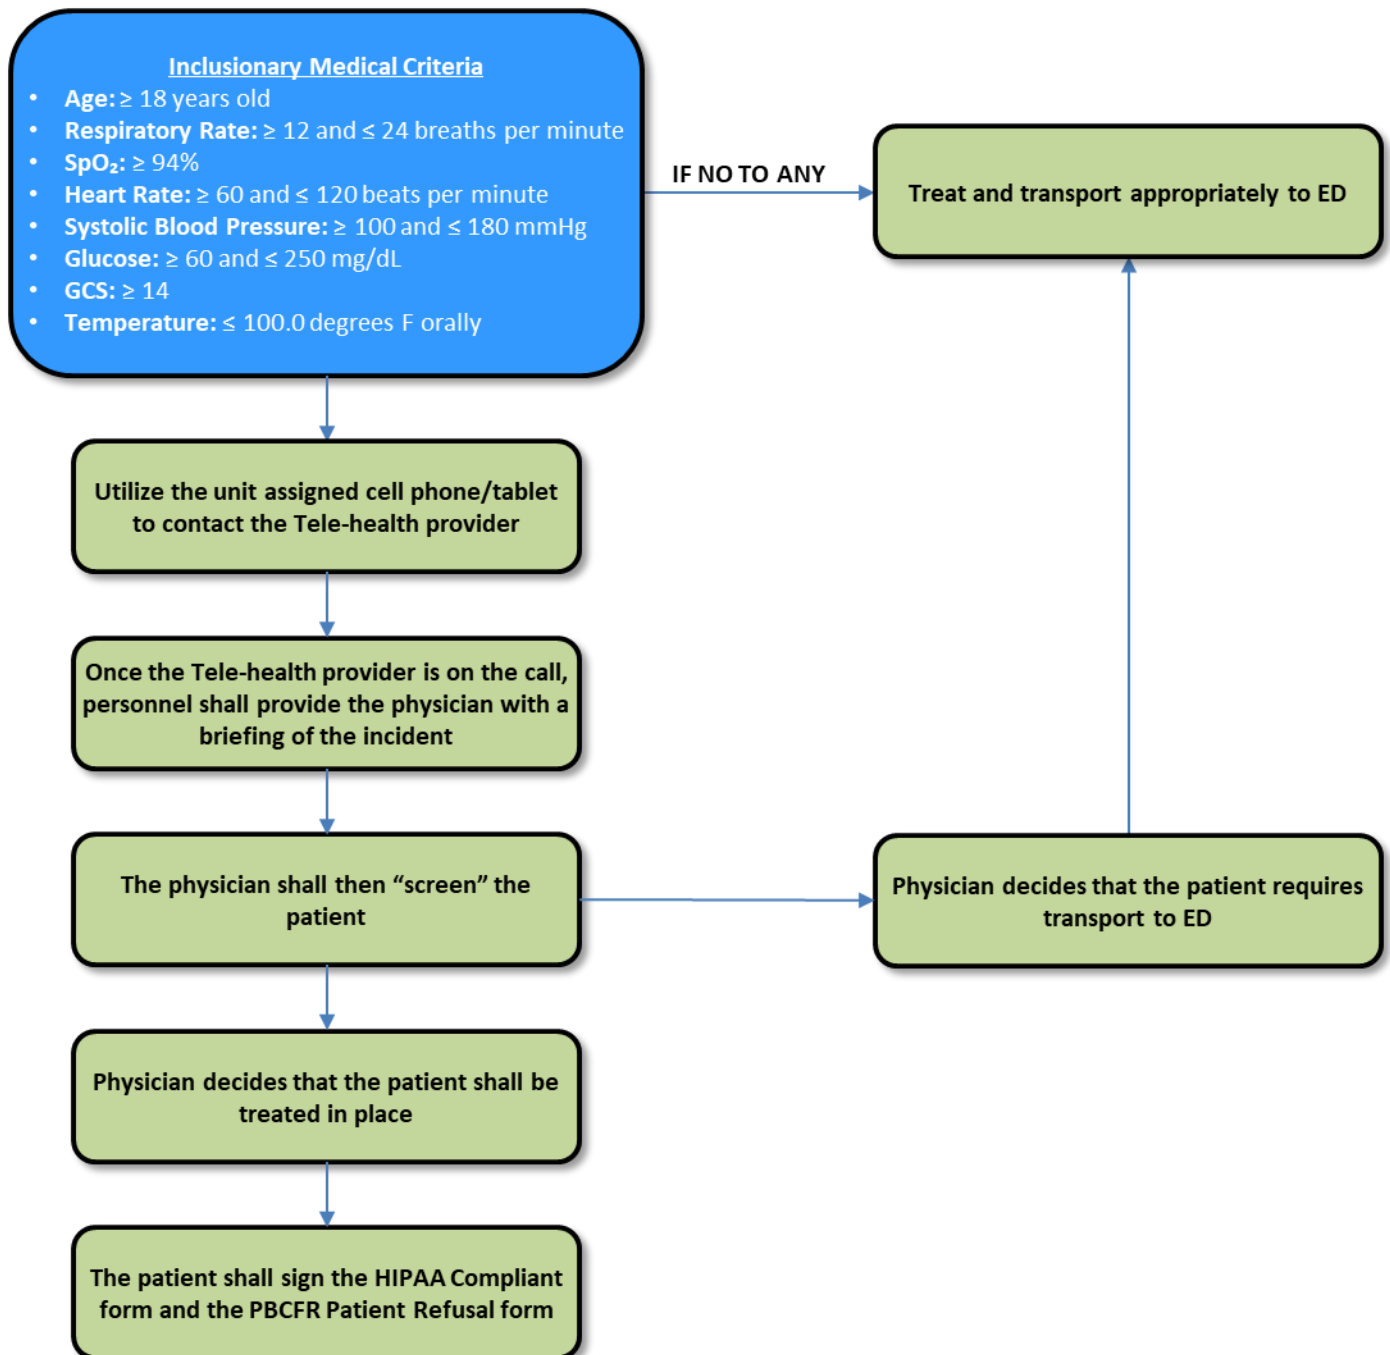 Inclusionary Medical Criteria
• Age: ≥ 18 years old
• Respiratory Rate: ≥ 12 and ≤ 24 breaths per minute
• SpO₂: ≥ 94%
• Heart Rate: ≥ 60 and ≤ 120 beats per minute
• Systolic Blood Pressure: ≥ 100 and ≤ 180 mmHg
• Glucose: ≥ 60 and ≤ 250 mg/dL
• GCS: ≥ 14
• Temperature: ≤ 100.0 degrees F orally
IF NO TO ANY
Treat and transport appropriately to ED
Utilize the unit assigned cell phone/tablet
to contact the Tele-health provider
Once the Tele-health provider is on the call,
personnel shall provide the physician with a
briefing of the incident
The physician shall then “screen” the
patient
Physician decides that the patient requires
transport to ED
Physician decides that the patient shall be
treated in place
The patient shall sign the HIPAA Compliant
form and the PBCFR Patient Refusal form